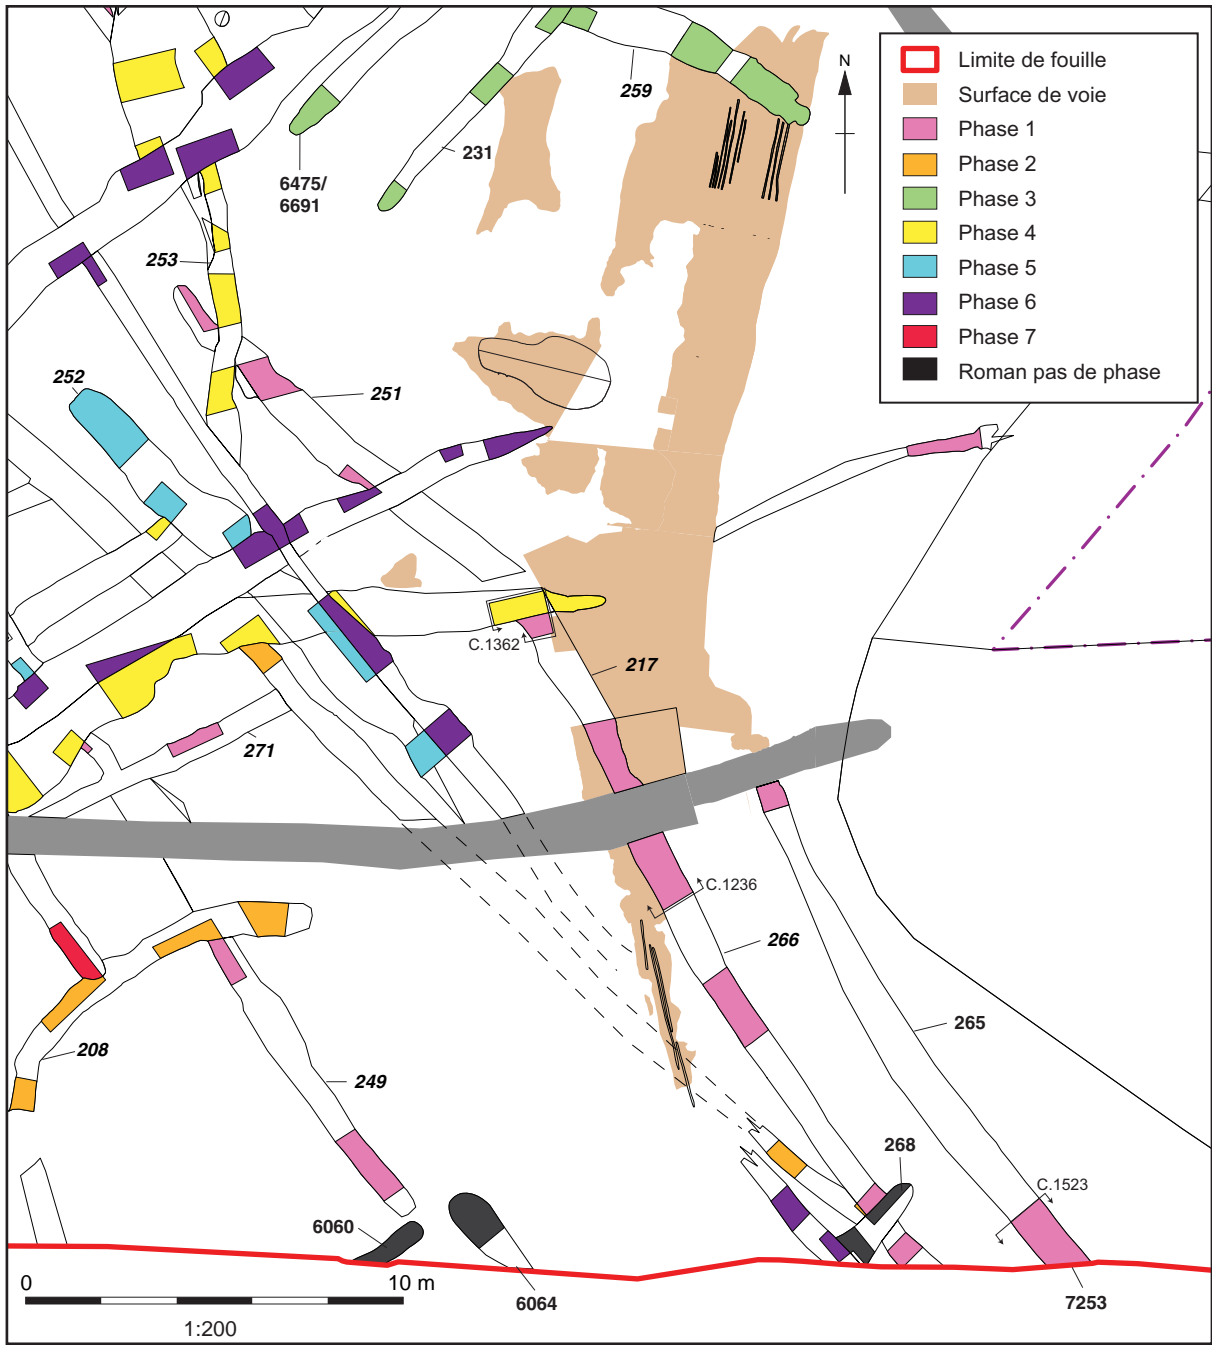 Limite de fouille
Surface de voie
Phase 1
Phase 2
Phase 3
Phase 4
Phase 5
Phase 6
Phase 7
Roman pas de phase
N
259
231
6475/
6691
253
252
251
C.1362
217
271
C.1236
266
265
208
249
268
C.1523
6060
6064
7253
0
10 m
1:200